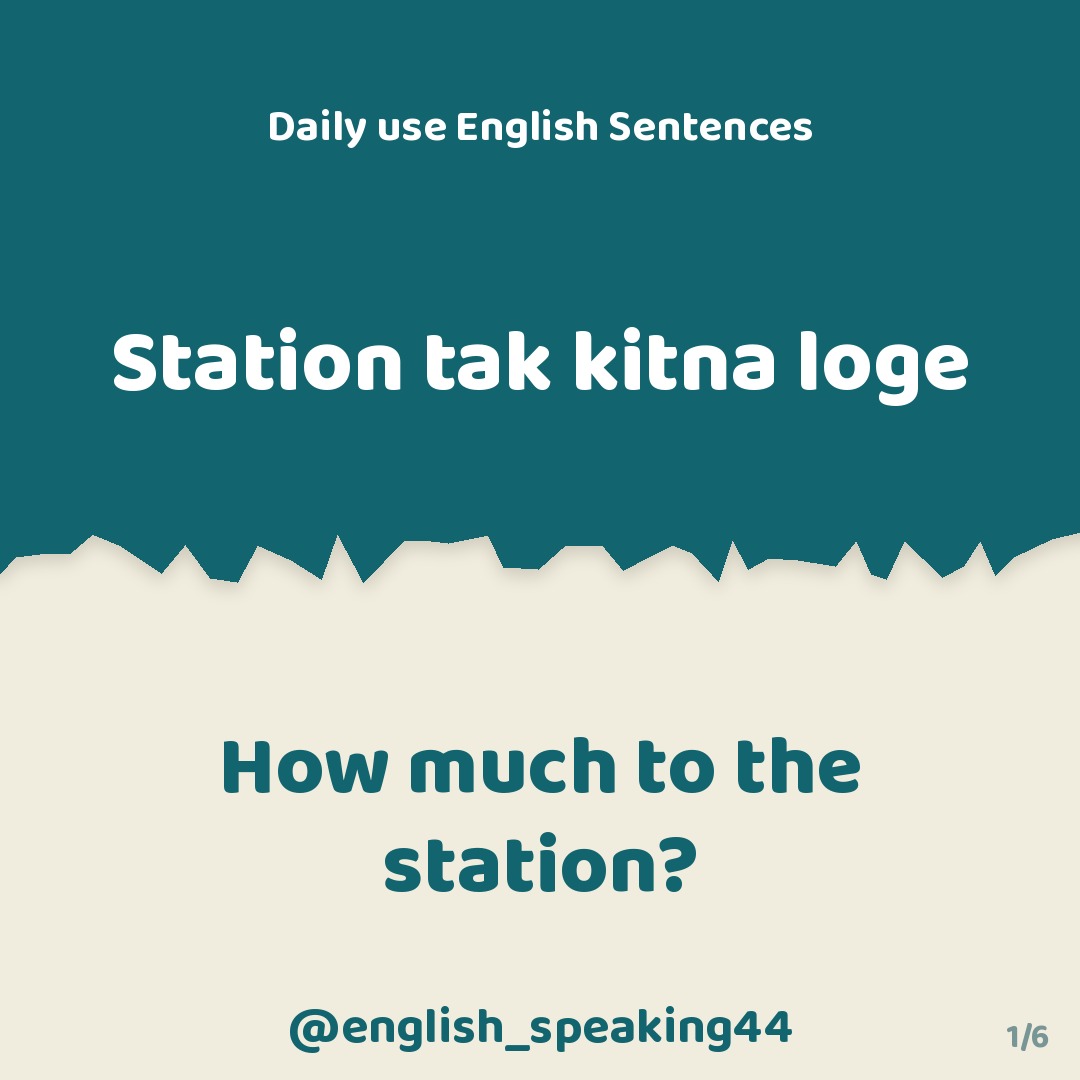 Daily use English Sentences
Station tak kitna loge
How much to the
station?
@english_speaking44
1/6